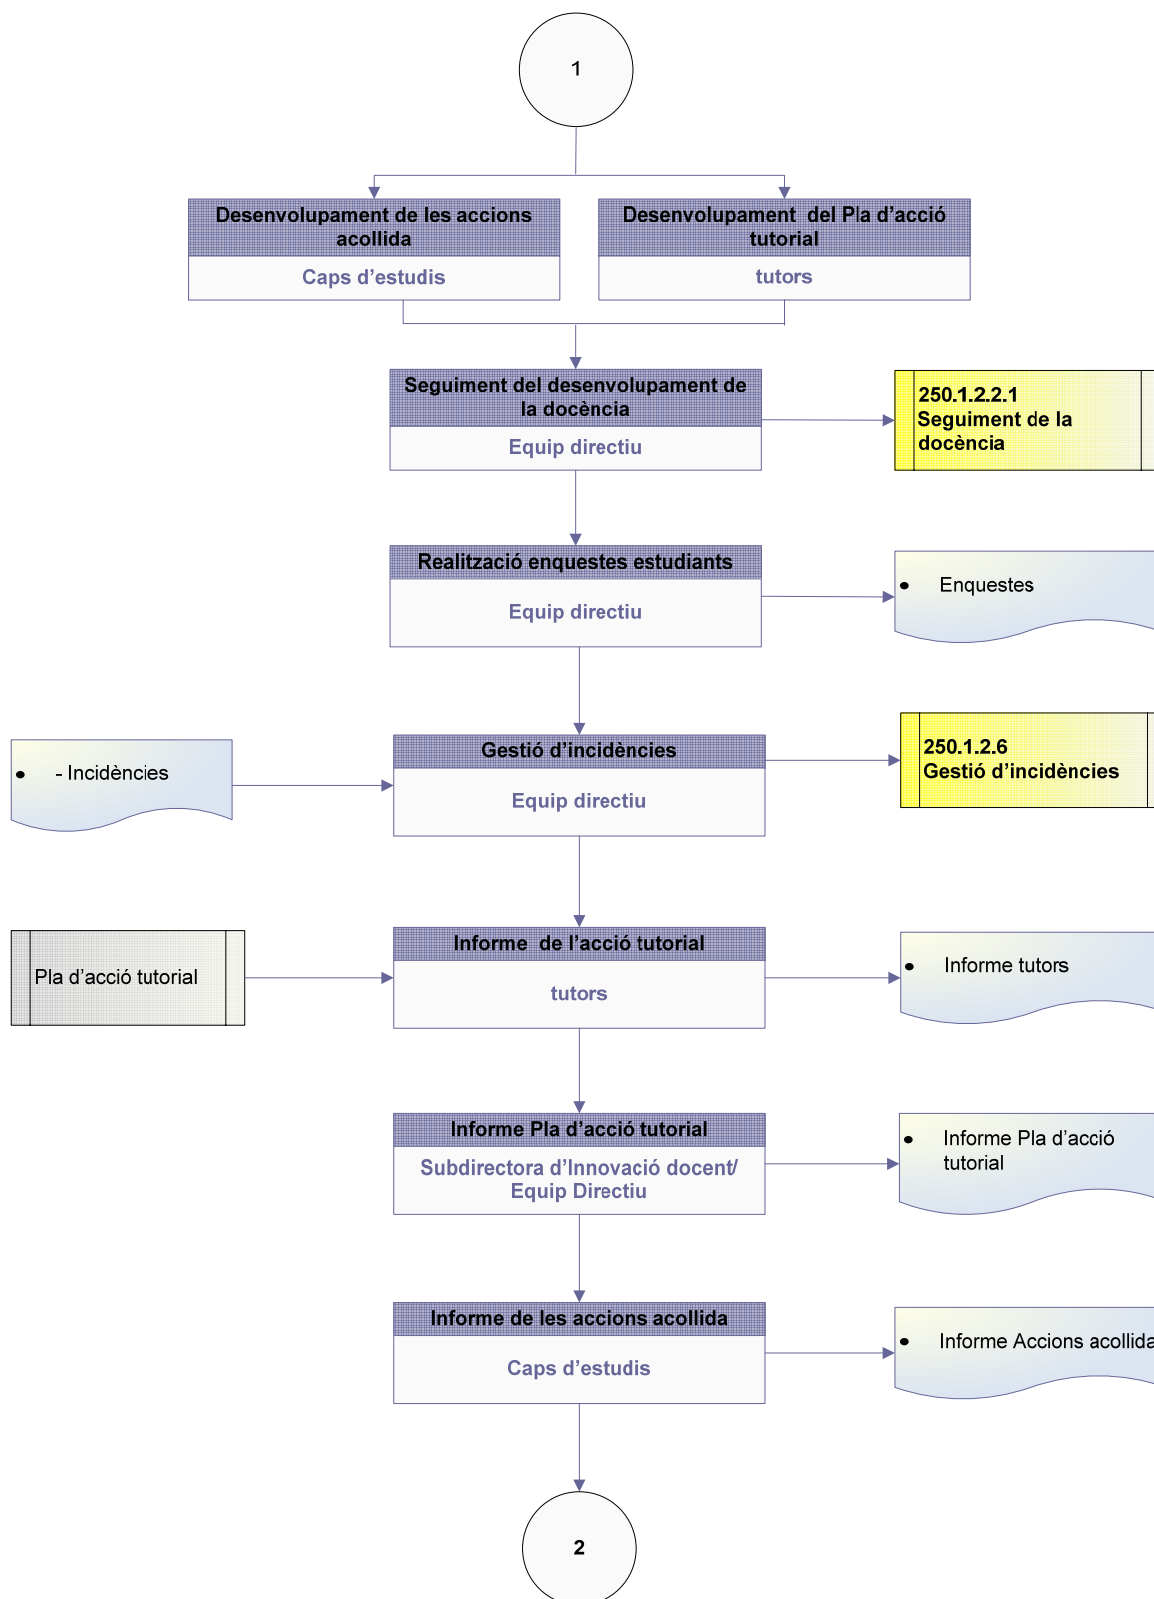 1
Desenvolupament de les accions
acollida
Caps d'estudis
Desenvolupament del Pla d'acció
tutorial
tutors
Seguiment del desenvolupament de
la docència
Equip directiu
250.1.2.2.1
Seguiment de la
docència
Realització enquestes estudiants
Equip directiu
• Enquestes
• - Incidències
Gestió d'incidències
Equip directiu
250.1.2.6
Gestió d'incidències
Pla d'acció tutorial
Informe de l'acció tutorial
tutors
• Informe tutors
Informe Pla d'acció tutorial
Subdirectora d'Innovació docent/
Equip Directiu
• Informe Pla d'acció
tutorial
Informe de les accions acollida
Caps d'estudis
• Informe Accions acollida
2